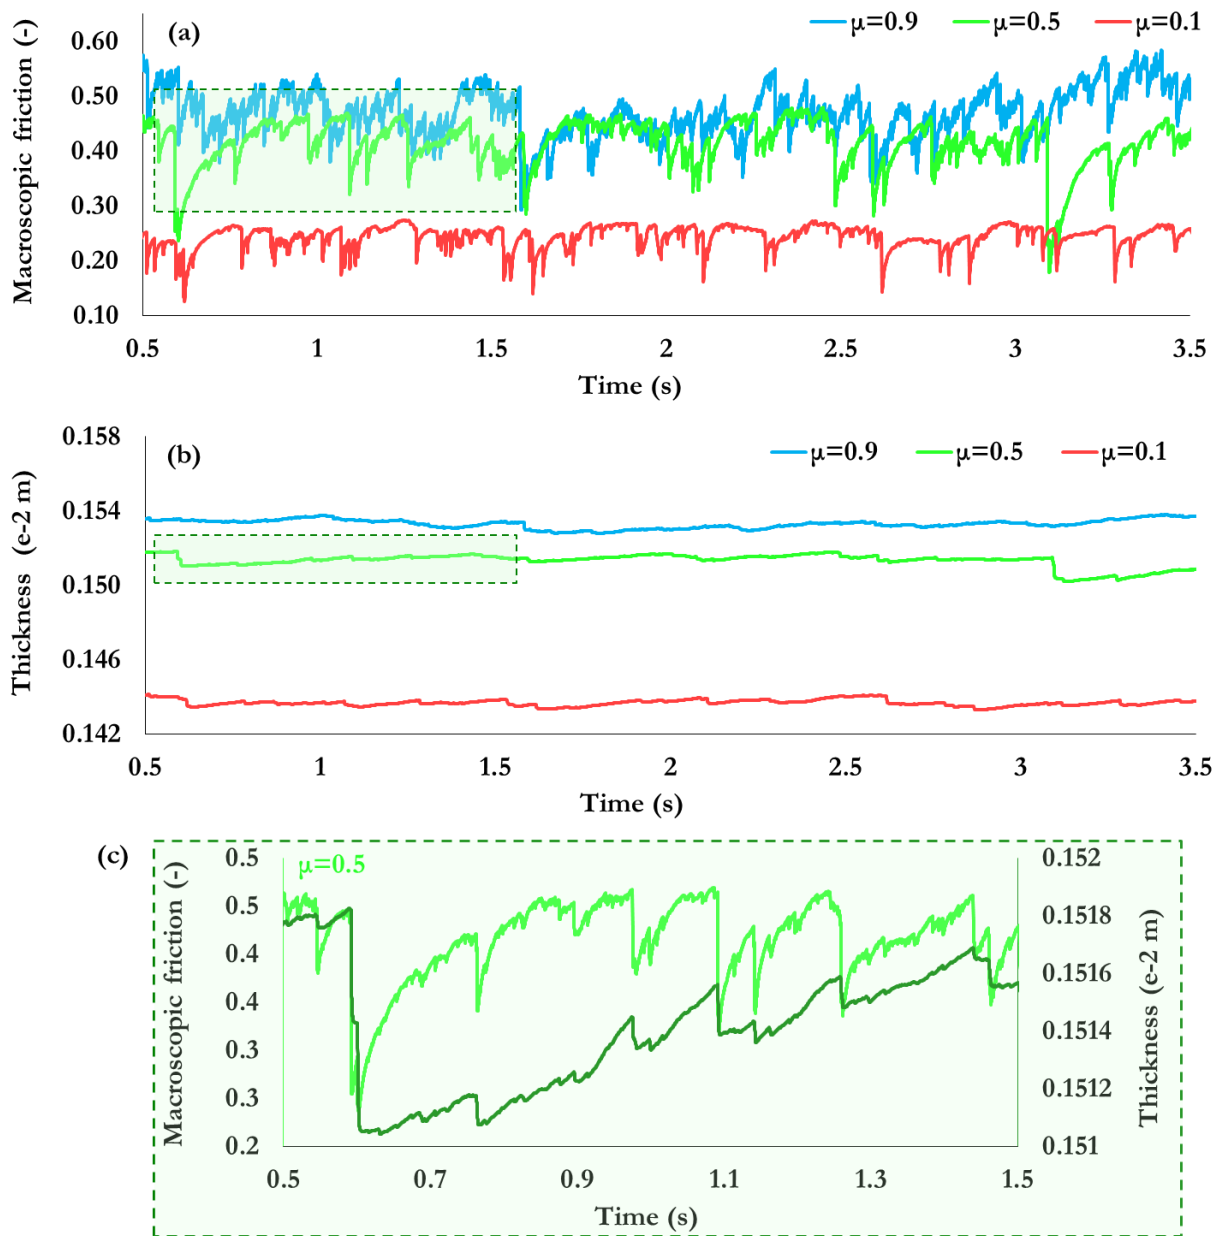 (a)
μ=0.9 μ=0.5 μ=0.1
Macroscopic friction (-)
0.60
0.50
0.40
0.30
0.20
0.10
0.5 1 1.5 2 2.5 3 3.5
Time (s)
(b)
μ=0.9 μ=0.5 μ=0.1
Thickness (e-2 m)
0.158
0.154
0.150
0.146
0.142
0.5 1 1.5 2 2.5 3 3.5
Time (s)
(c)
μ=0.5
Macroscopic friction (-)
0.5
0.5
0.4
0.4
0.3
0.3
0.2
0.152
0.1518
0.1516
0.1514
0.1512
0.151
Thickness (e-2 m)
0.5 0.7 0.9 1.1 1.3 1.5
Time (s)